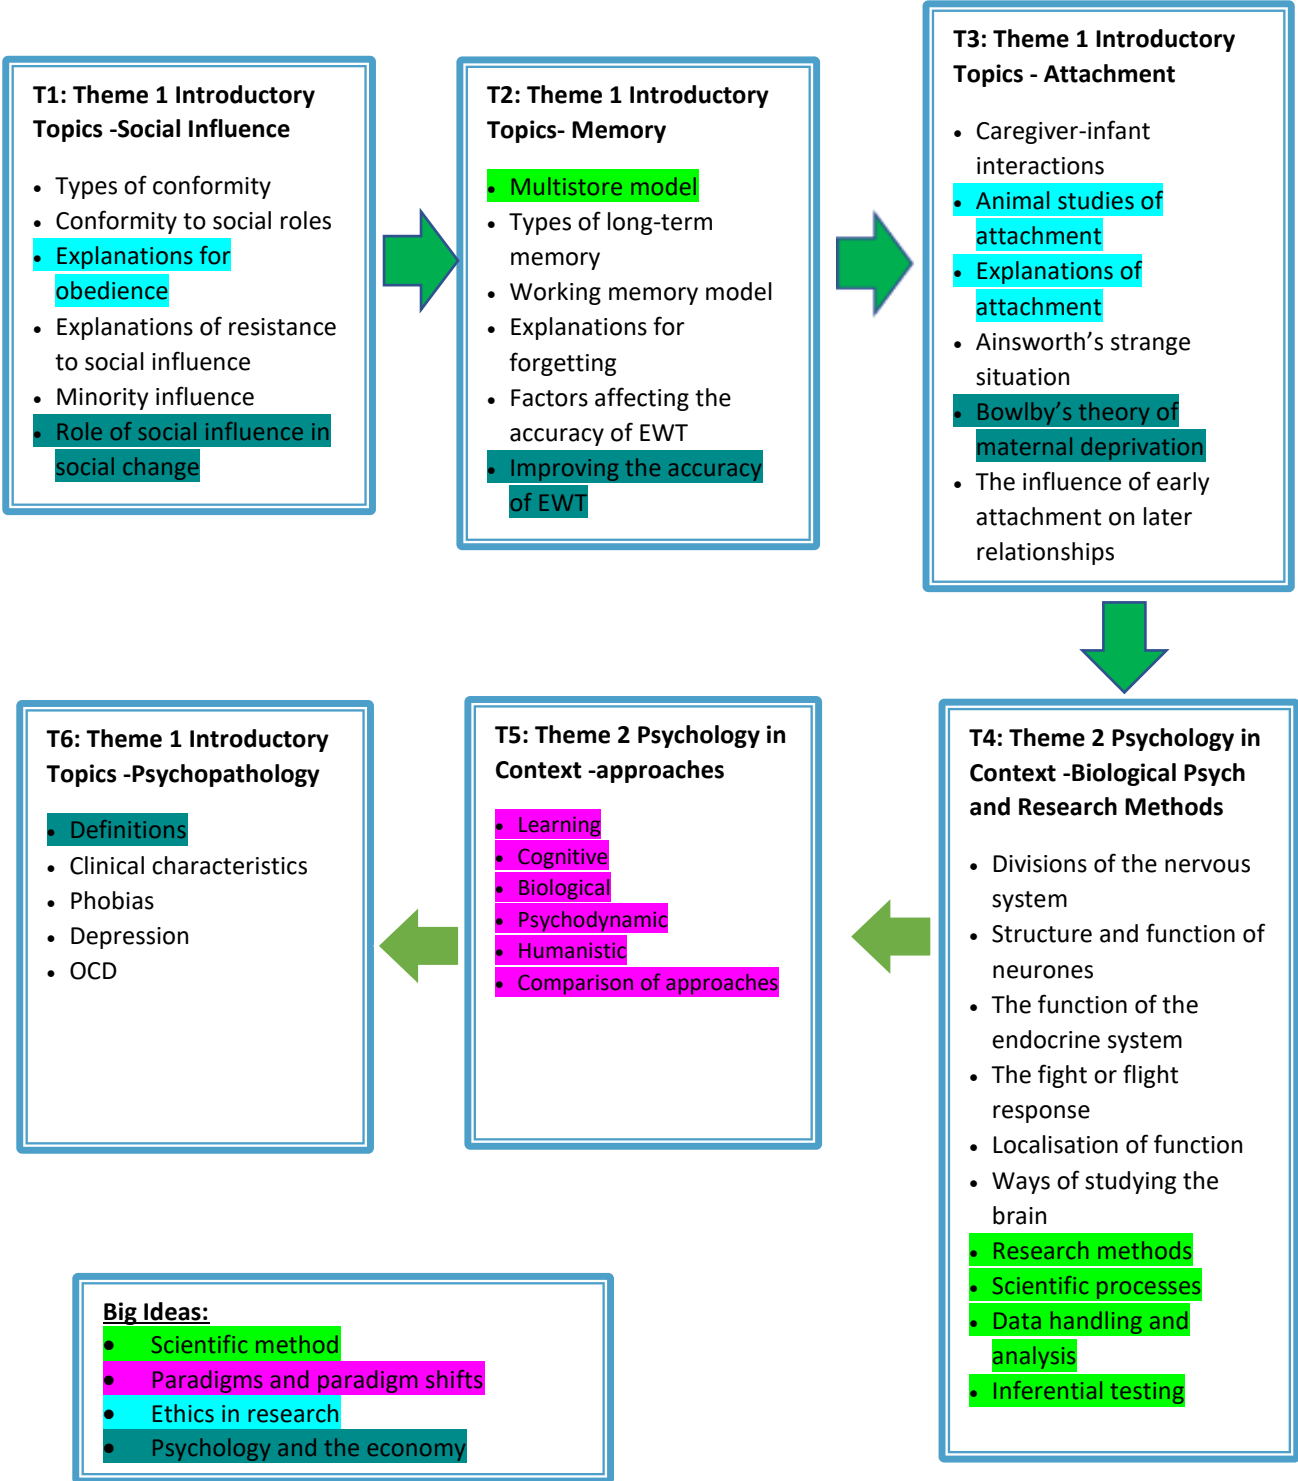 T1: Theme 1 Introductory
Topics -Social Influence
• Types of conformity
• Conformity to social roles
• Explanations for
obedience
• Explanations of resistance
to social influence
• Minority influence
• Role of social influence in
social change
T2: Theme 1 Introductory
Topics- Memory
• Multistore model
• Types of long-term
memory
• Working memory model
• Explanations for
forgetting
• Factors affecting the
accuracy of EWT
• Improving the accuracy
of EWT
T3: Theme 1 Introductory
Topics - Attachment
• Caregiver-infant
interactions
• Animal studies of
attachment
• Explanations of
attachment
• Ainsworth’s strange
situation
• Bowlby’s theory of
maternal deprivation
• The influence of early
attachment on later
relationships
T4: Theme 2 Psychology in
Context -Biological Psych
and Research Methods
• Divisions of the nervous
system
• Structure and function of
neurones
• The function of the
endocrine system
• The fight or flight
response
• Localisation of function
• Ways of studying the
brain
• Research methods
• Scientific processes
• Data handling and
analysis
• Inferential testing
T5: Theme 2 Psychology in
Context -approaches
• Learning
• Cognitive
• Biological
• Psychodynamic
• Humanistic
• Comparison of approaches
T6: Theme 1 Introductory
Topics -Psychopathology
• Definitions
• Clinical characteristics
• Phobias
• Depression
• OCD
Big Ideas:
• Scientific method
• Paradigms and paradigm shifts
• Ethics in research
• Psychology and the economy